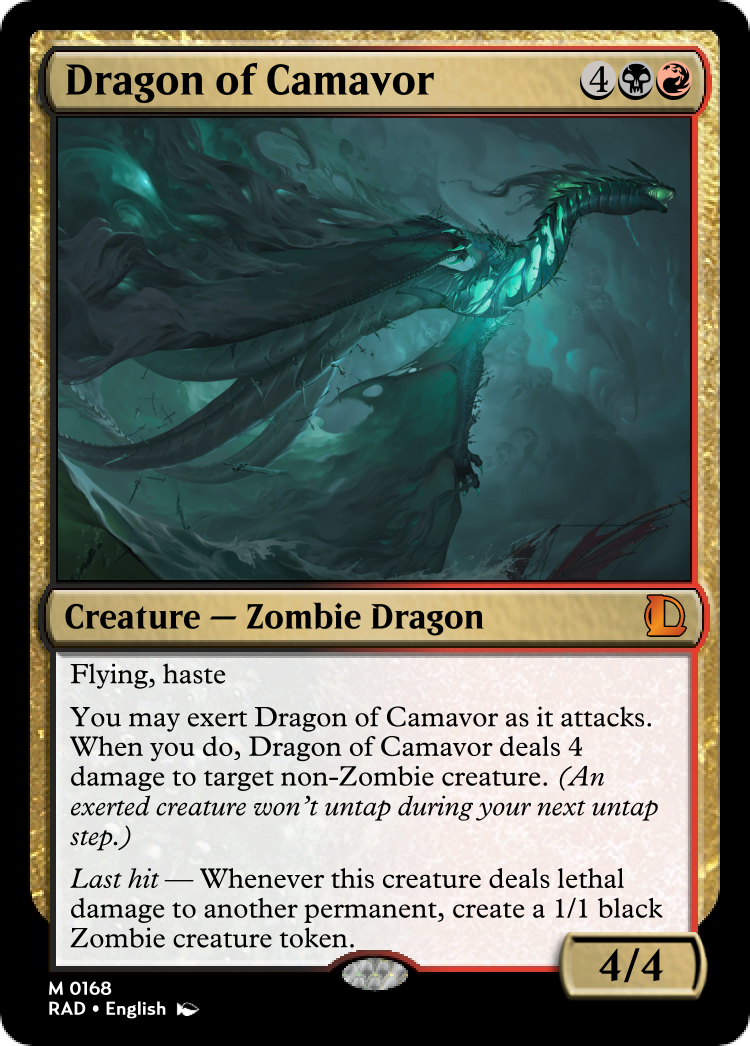 Dragon of Camavor 4
Creature — Zombie Dragon
Flying, haste
You may exert Dragon of Camavor as it attacks.
When you do, Dragon of Camavor deals 4
damage to target non-Zombie creature. (An
exerted creature won't untap during your next untap
step.)
Last hit — Whenever this creature deals lethal
damage to another permanent, create a 1/1 black
Zombie creature token.
4/4
M 0168
RAD • English